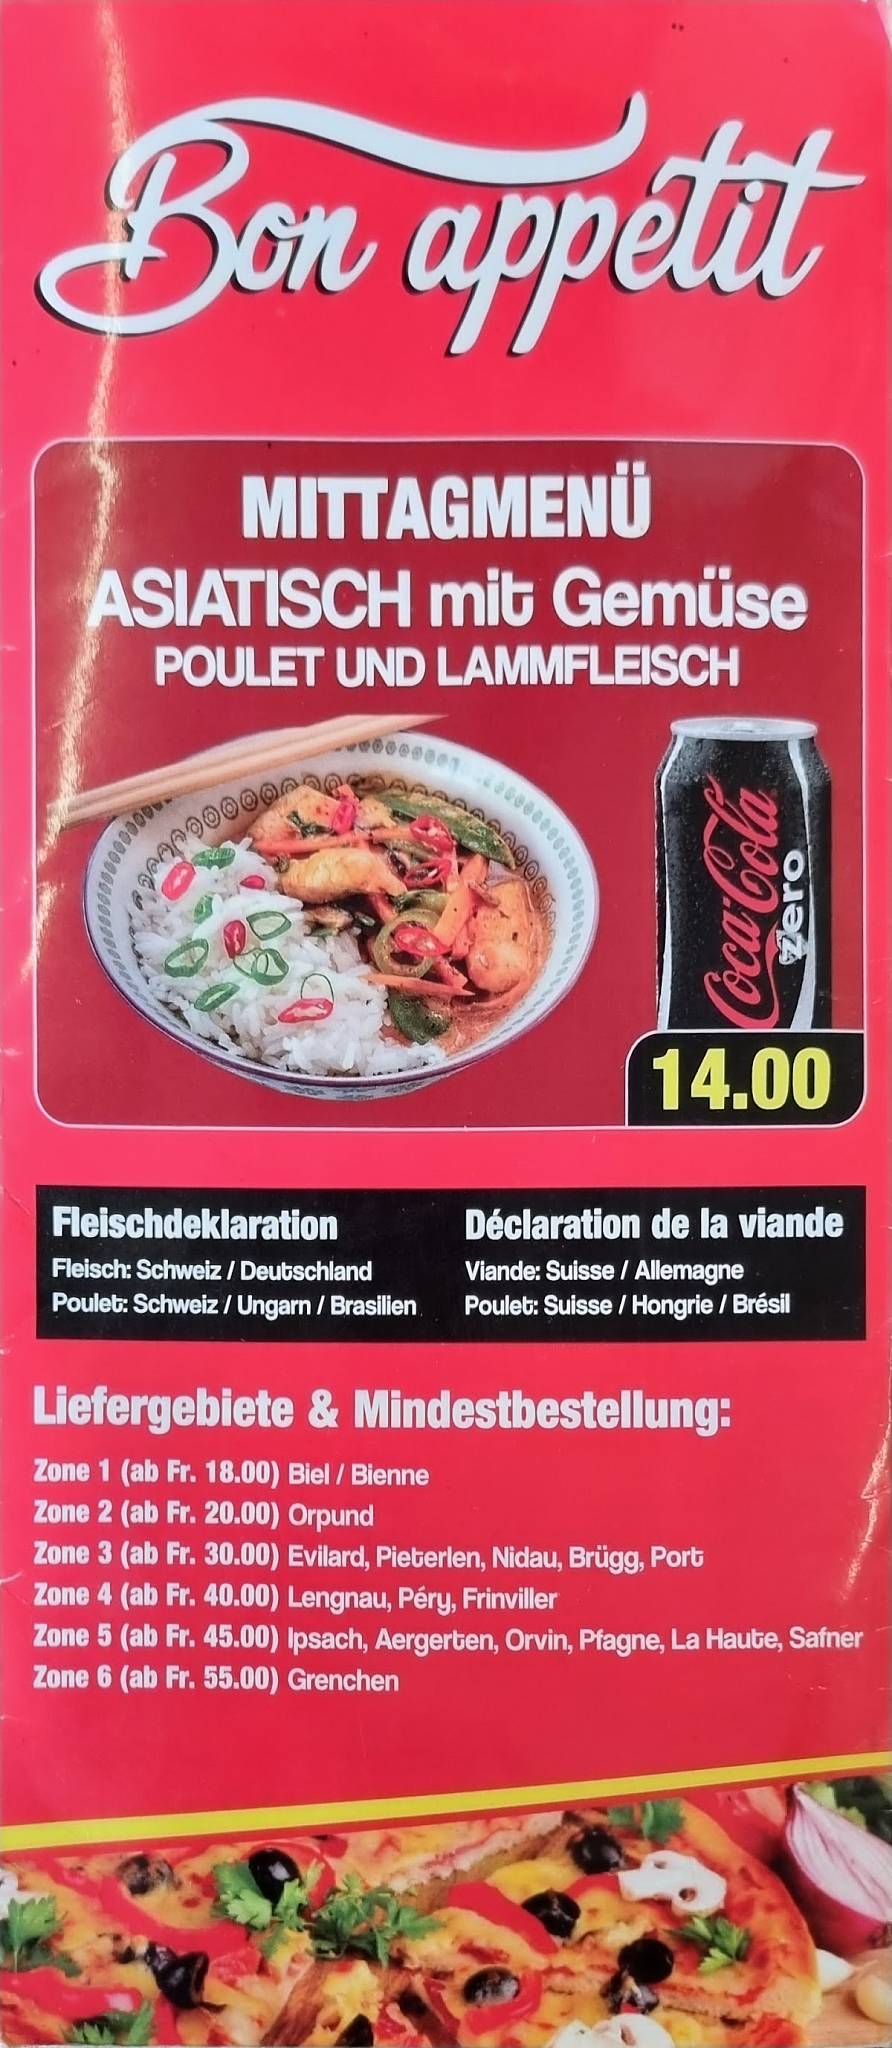 Bon appétit
MITTAGMENÜ
ASIATISCH mit Gemüse
POULET UND LAMMFLEISCH
Coca-Cola
Zero
14.00
Fleischdeklaration
Fleisch: Schweiz / Deutschland
Poulet: Schweiz / Ungarn / Brasilien
Déclaration de la viande
Viande: Suisse / Allemagne
Poulet: Suisse / Hongrie / Brésil
Liefergebiete & Mindestbestellung:
Zone 1 (ab Fr. 18.00) Biel / Bienne
Zone 2 (ab Fr. 20.00) Orpund
Zone 3 (ab Fr. 30.00) Evilard, Pieterlen, Nidau, Brügg, Port
Zone 4 (ab Fr. 40.00) Lengnau, Péry, Frinviller
Zone 5 (ab Fr. 45.00) Ipsach, Aergerten, Orvin, Pfagne, La Haute, Safner
Zone 6 (ab Fr. 55.00) Grenchen